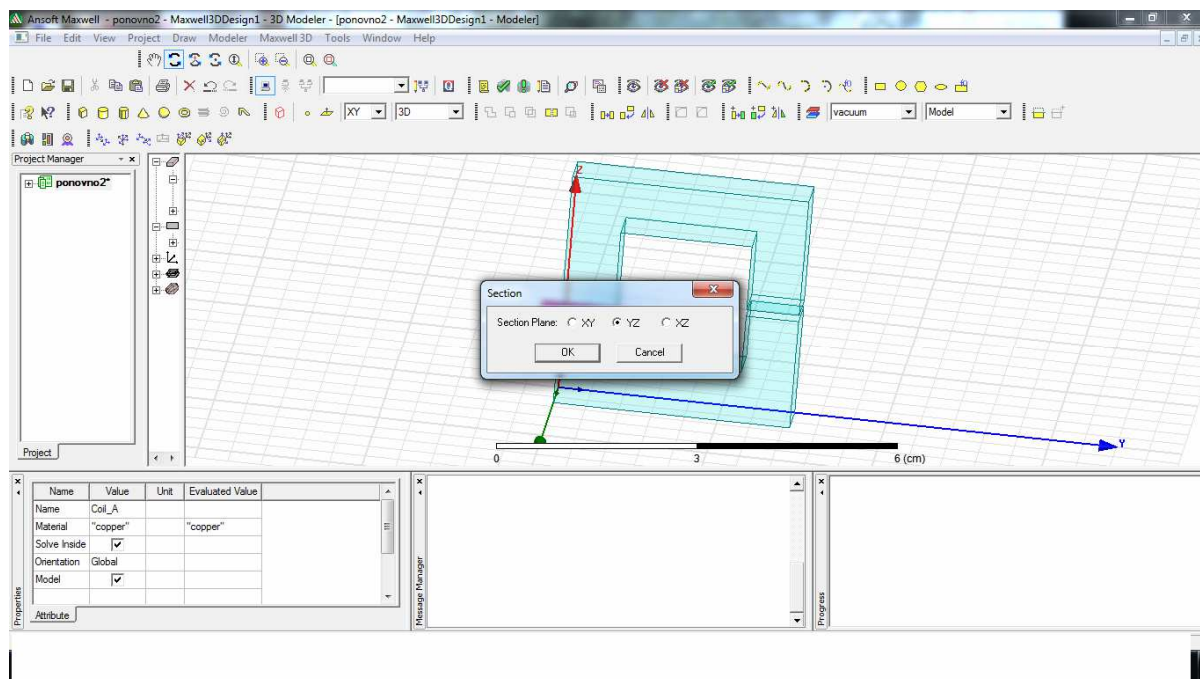 Ansoft Maxwell - ponovno2 - Maxwell3DDesign1 - 3D Modeler - [ponovno2 - Maxwell3DDesign1 - Modeler]
File Edit View Project Draw Modeler Maxwell 3D Tools Window Help
XY 3D vacuum Model
Project Manager
ponovno2*
Project
Z
Section
Section Plane: XY YZ XZ
OK Cancel
Y
0 3 6 (cm)
Name Value Unit Evaluated Value
Name Coil_A
Material "copper" "copper"
Solve Inside
Orientation Global
Model
Attribute
Properties
Message Manager
Progress